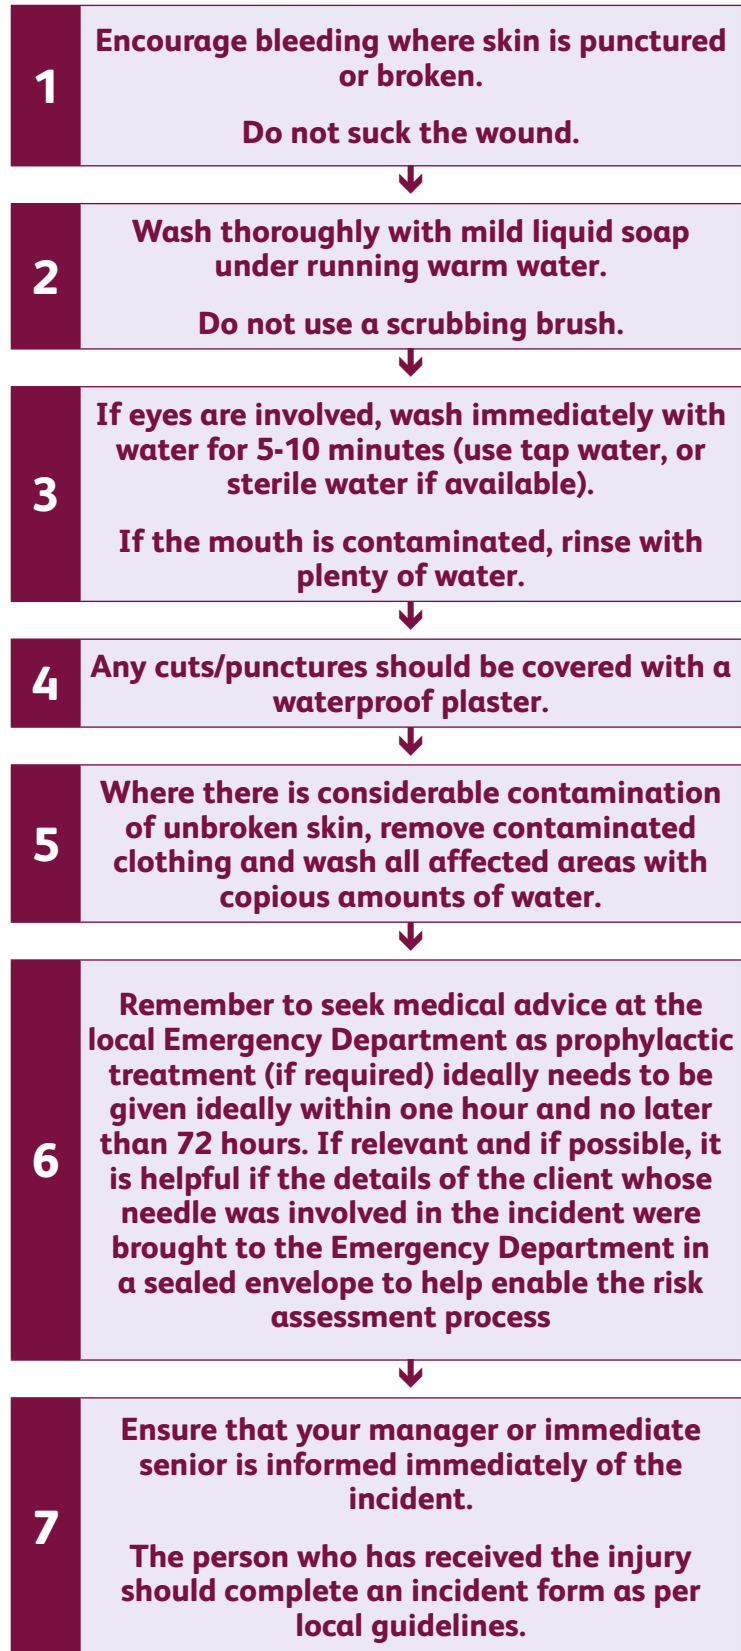 1
Encourage bleeding where skin is punctured
or broken.
Do not suck the wound.
2
Wash thoroughly with mild liquid soap
under running warm water.
Do not use a scrubbing brush.
3
If eyes are involved, wash immediately with
water for 5-10 minutes (use tap water, or
sterile water if available).
If the mouth is contaminated, rinse with
plenty of water.
4
Any cuts/punctures should be covered with a
waterproof plaster.
5
Where there is considerable contamination
of unbroken skin, remove contaminated
clothing and wash all affected areas with
copious amounts of water.
6
Remember to seek medical advice at the
local Emergency Department as prophylactic
treatment (if required) ideally needs to be
given ideally within one hour and no later
than 72 hours. If relevant and if possible, it
is helpful if the details of the client whose
needle was involved in the incident were
brought to the Emergency Department in
a sealed envelope to help enable the risk
assessment process
7
Ensure that your manager or immediate
senior is informed immediately of the
incident.
The person who has received the injury
should complete an incident form as per
local guidelines.